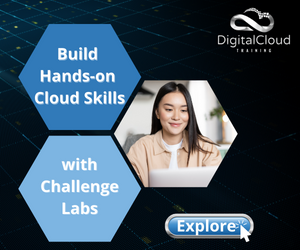 DigitalCloud
TRAINING
Build
Hands-on
Cloud Skills
with
Challenge
Labs
Explore